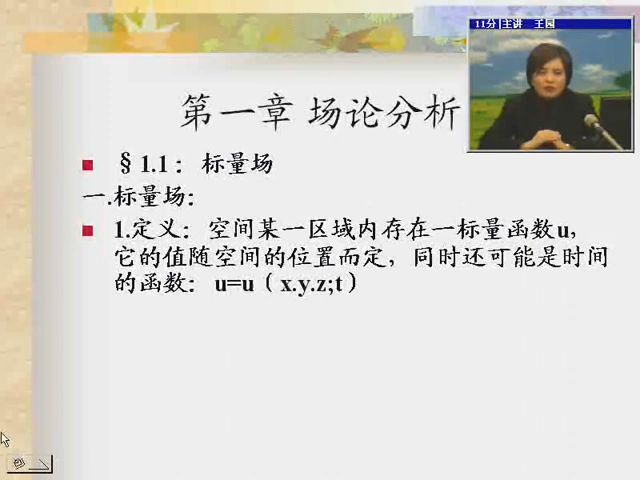 11分|主讲 王园
第一章 场论分析
§1.1：标量场
一.标量场：
1.定义：空间某一区域内存在一标量函数u，
它的值随空间的位置而定，同时还可能是时间
的函数： u=u（x.y.z;t）